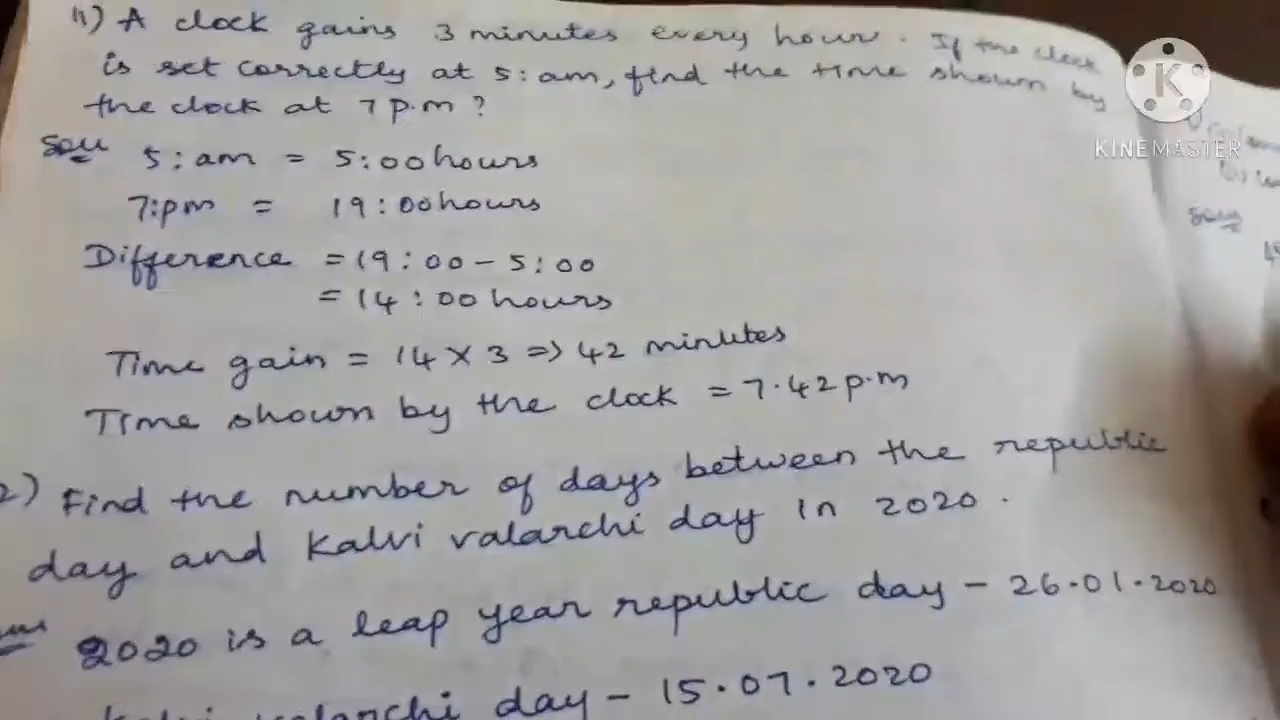 11) A clock gains 3 minutes every hour. If the clock
is set correctly at 5:am, find the time shown by
the clock at 7 p.m?
Soln 5:am = 5:00 hours
7:pm = 19:00 hours
Difference = 19:00 - 5:00
= 14:00 hours
Time gain = 14 × 3 => 42 minutes
Time shown by the clock = 7.42 p.m
2) Find the number of days between the republic
day and kalvi valarchi day in 2020.
2020 is a leap year republic day - 26.01.2020
kalvi valarchi day - 15.07.2020
K
KINEMASTER
Soln